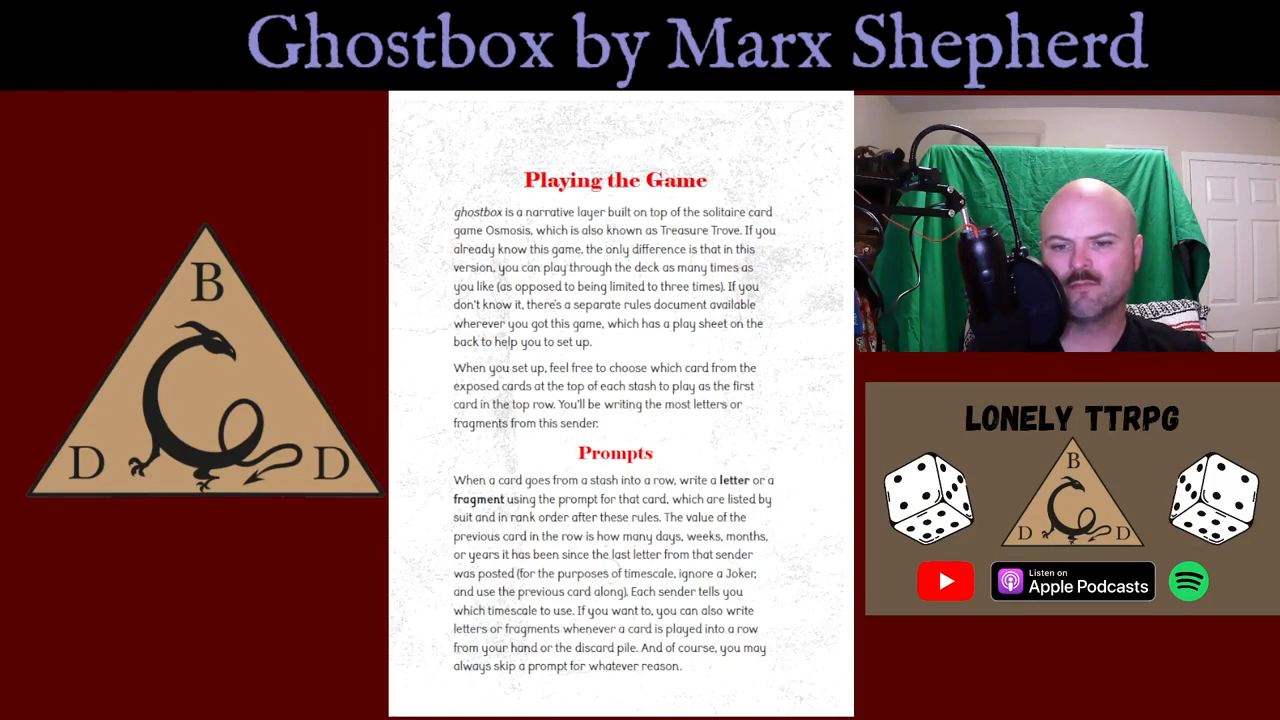 Ghostbox by Marx Shepherd
B
D D
Playing the Game
ghostbox is a narrative layer built on top of the solitaire card
game Osmosis, which is also known as Treasure Trove. If you
already know this game, the only difference is that in this
version, you can play through the deck as many times as
you like (as opposed to being limited to three times). If you
don't know it, there's a separate rules document available
wherever you got this game, which has a play sheet on the
back to help you to set up.
When you set up, feel free to choose which card from the
exposed cards at the top of each stash to play as the first
card in the top row. You'll be writing the most letters or
fragments from this sender.
Prompts
When a card goes from a stash into a row, write a letter or a
fragment using the prompt for that card, which are listed by
suit and in rank order after these rules. The value of the
previous card in the row is how many days, weeks, months,
or years it has been since the last letter from that sender
was posted (for the purposes of timescale, ignore a Joker,
and use the previous card along). Each sender tells you
which timescale to use. If you want to, you can also write
letters or fragments whenever a card is played into a row
from your hand or the discard pile. And of course, you may
always skip a prompt for whatever reason.
LONELY TTRPG
B
D D
Listen on
Apple Podcasts